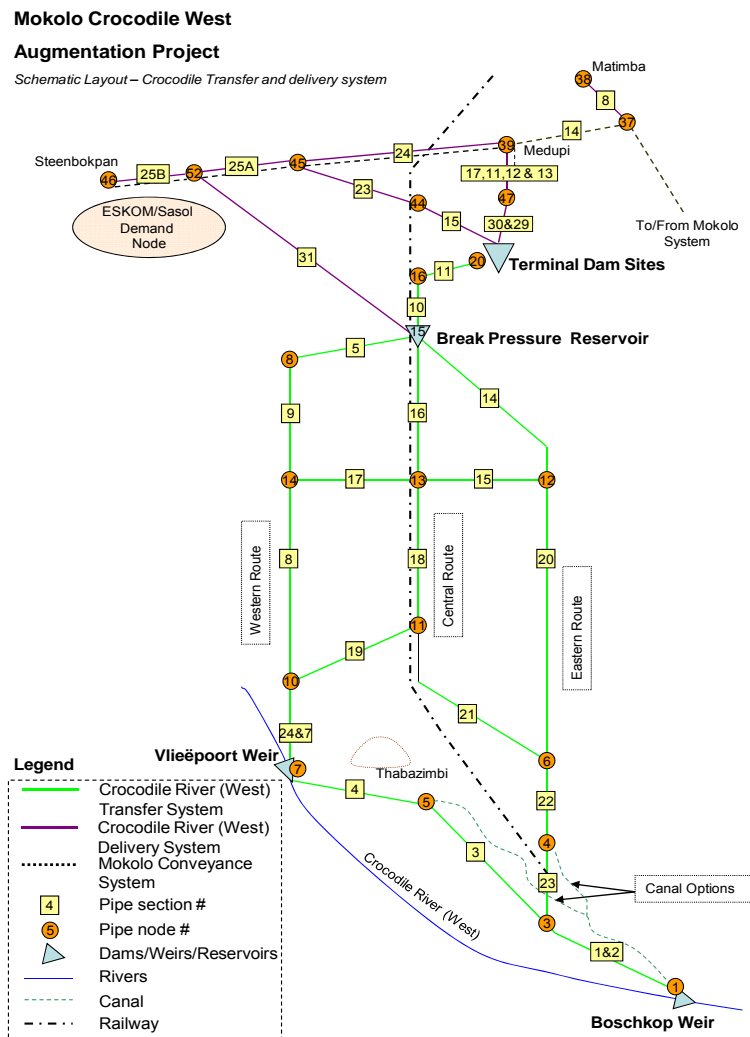 Mokolo Crocodile West
Augmentation Project
Schematic Layout – Crocodile Transfer and delivery system
38
Matimba
8
37
14
39
Medupi
24
45
25A
52
Steenbokpan
46
25B
17,11,12 & 13
23
44
47
15
30&29
To/From Mokolo
System
ESKOM/Sasol
Demand
Node
31
20
11
16
Terminal Dam Sites
10
15
Break Pressure Reservoir
8
5
14
9
16
14
17
13
15
12
8
18
20
Western Route
Central Route
Eastern Route
11
19
10
21
24&7
6
Vlieëpoort Weir
7
Thabazimbi
4
5
22
3
4
Crocodile River (West)
23
Canal Options
3
1&2
1
Boschkop Weir
Legend
Crocodile River (West)
Transfer System
Crocodile River (West)
Delivery System
Mokolo Conveyance
System
4
Pipe section #
5
Pipe node #
Dams/Weirs/Reservoirs
Rivers
Canal
Railway